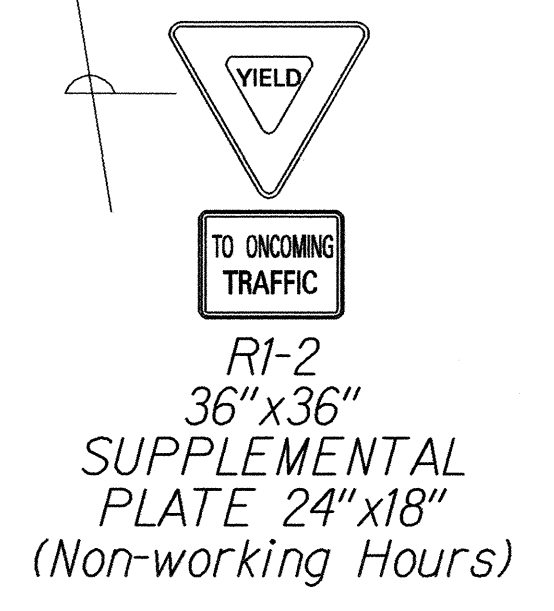 YIELD
TO ONCOMING
TRAFFIC
R1-2
36"x36"
SUPPLEMENTAL
PLATE 24"x18"
(Non-working Hours)